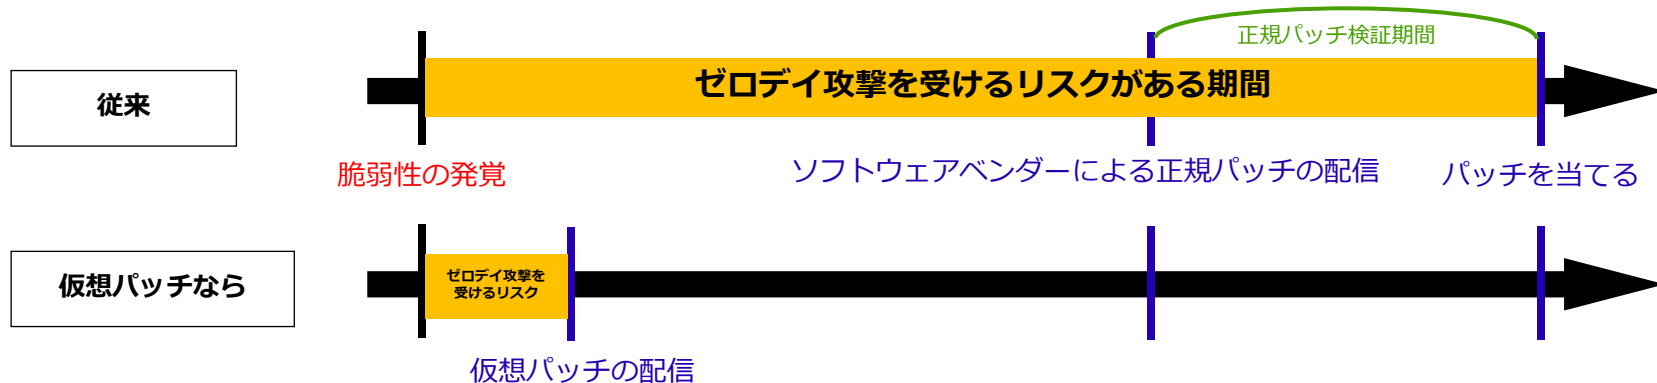 正規パッチ検証期間
従来
ゼロデイ攻撃を受けるリスクがある期間
脆弱性の発覚
ソフトウェアベンダーによる正規パッチの配信
パッチを当てる
仮想パッチなら
ゼロデイ攻撃を
受けるリスク
仮想パッチの配信